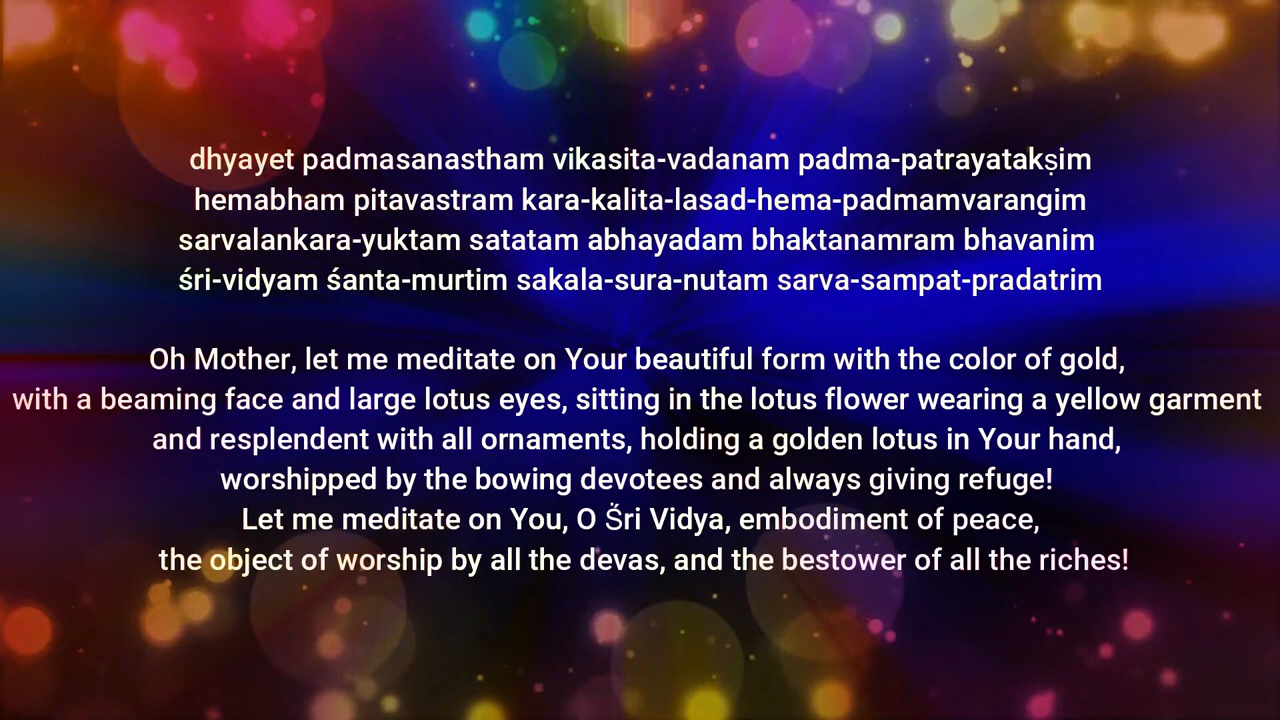 dhyayet padmasanastham vikasita-vadanam padma-patrayatakṣim
hemabham pitavastram kara-kalita-lasad-hema-padmamvarangim
sarvalankara-yuktam satatam abhayadam bhaktanamram bhavanim
śri-vidyam śanta-murtim sakala-sura-nutam sarva-sampat-pradatrim
Oh Mother, let me meditate on Your beautiful form with the color of gold,
with a beaming face and large lotus eyes, sitting in the lotus flower wearing a yellow garment
and resplendent with all ornaments, holding a golden lotus in Your hand,
worshipped by the bowing devotees and always giving refuge!
Let me meditate on You, O Š́ri Vidya, embodiment of peace,
the object of worship by all the devas, and the bestower of all the riches!